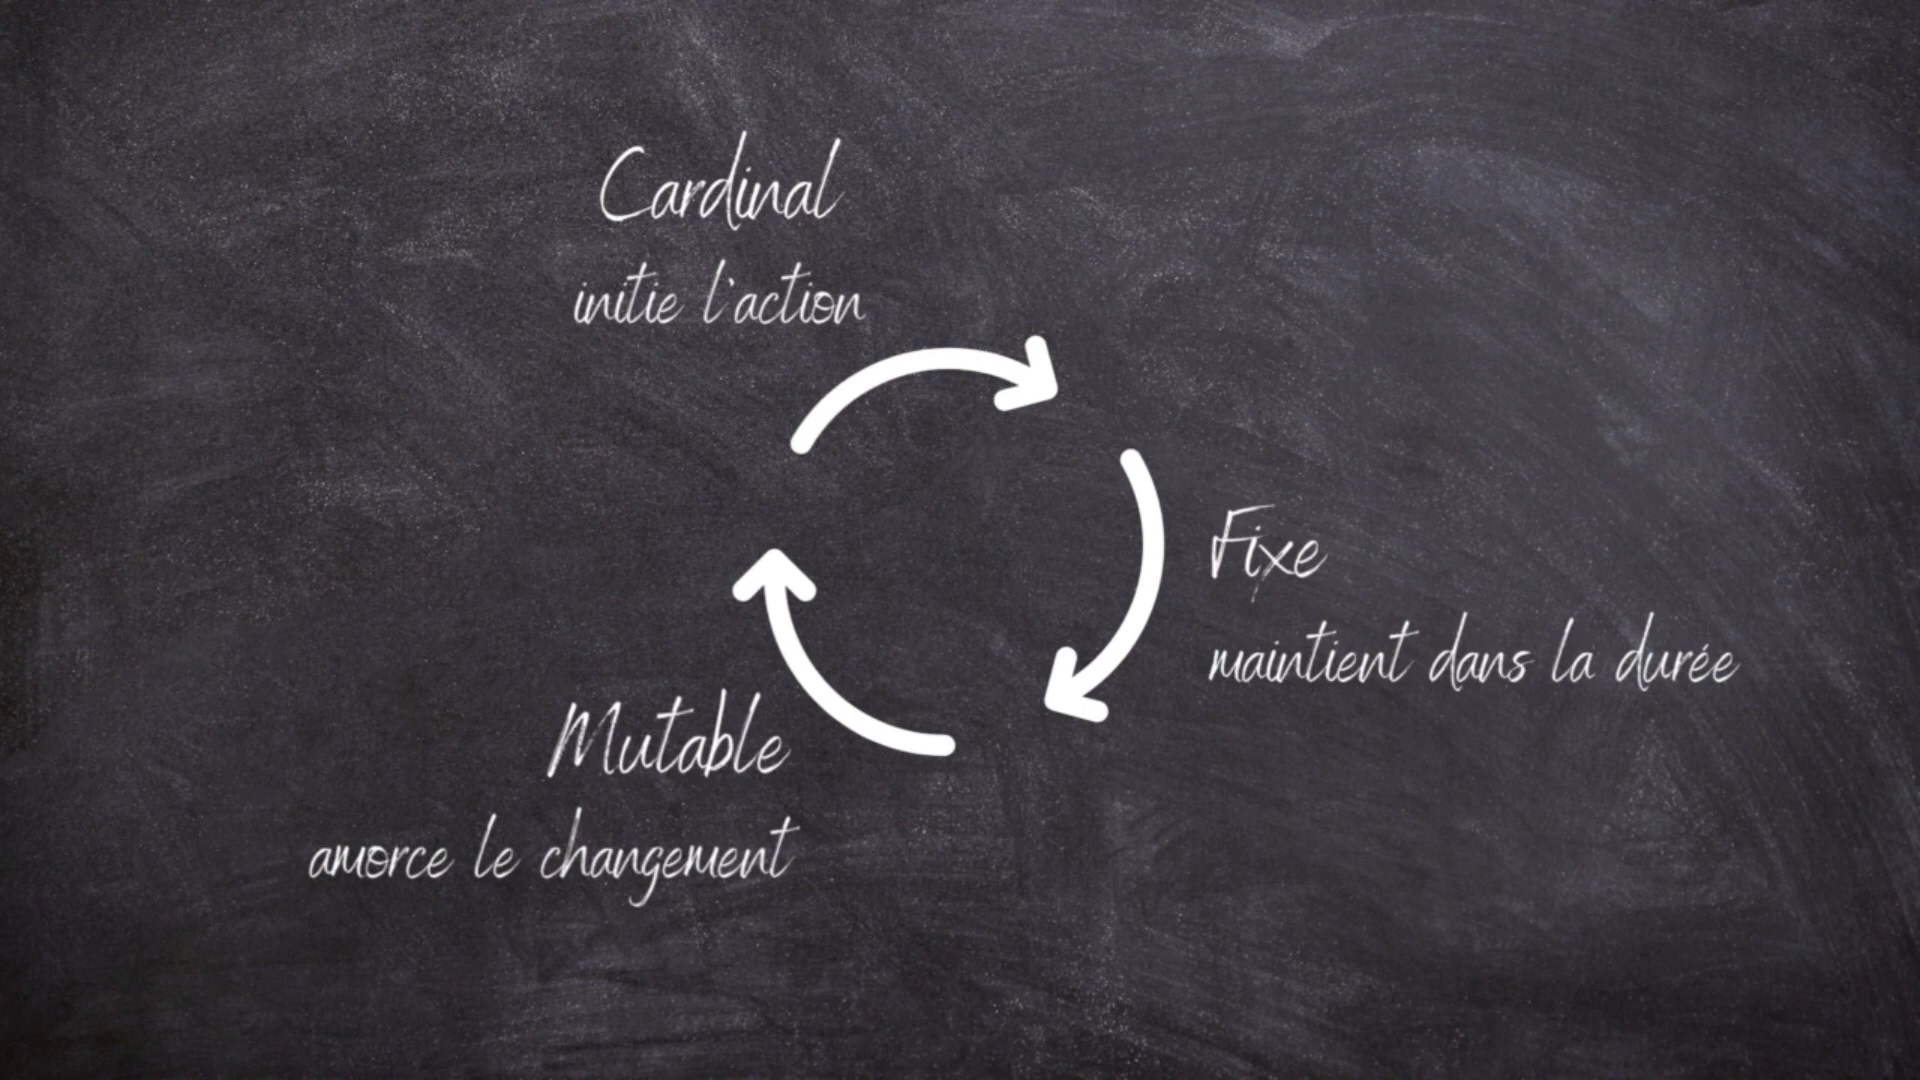 Cardinal
initie l'action
Fixe
maintient dans la durée
Mutable
amorce le changement